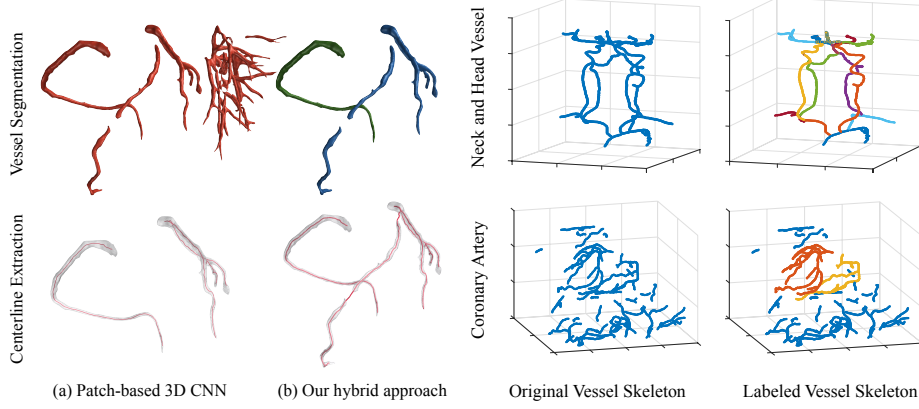 Vessel Segmentation
Centerline Extraction
(a) Patch-based 3D CNN
(b) Our hybrid approach
Neck and Head Vessel
Coronary Artery
Original Vessel Skeleton
Labeled Vessel Skeleton